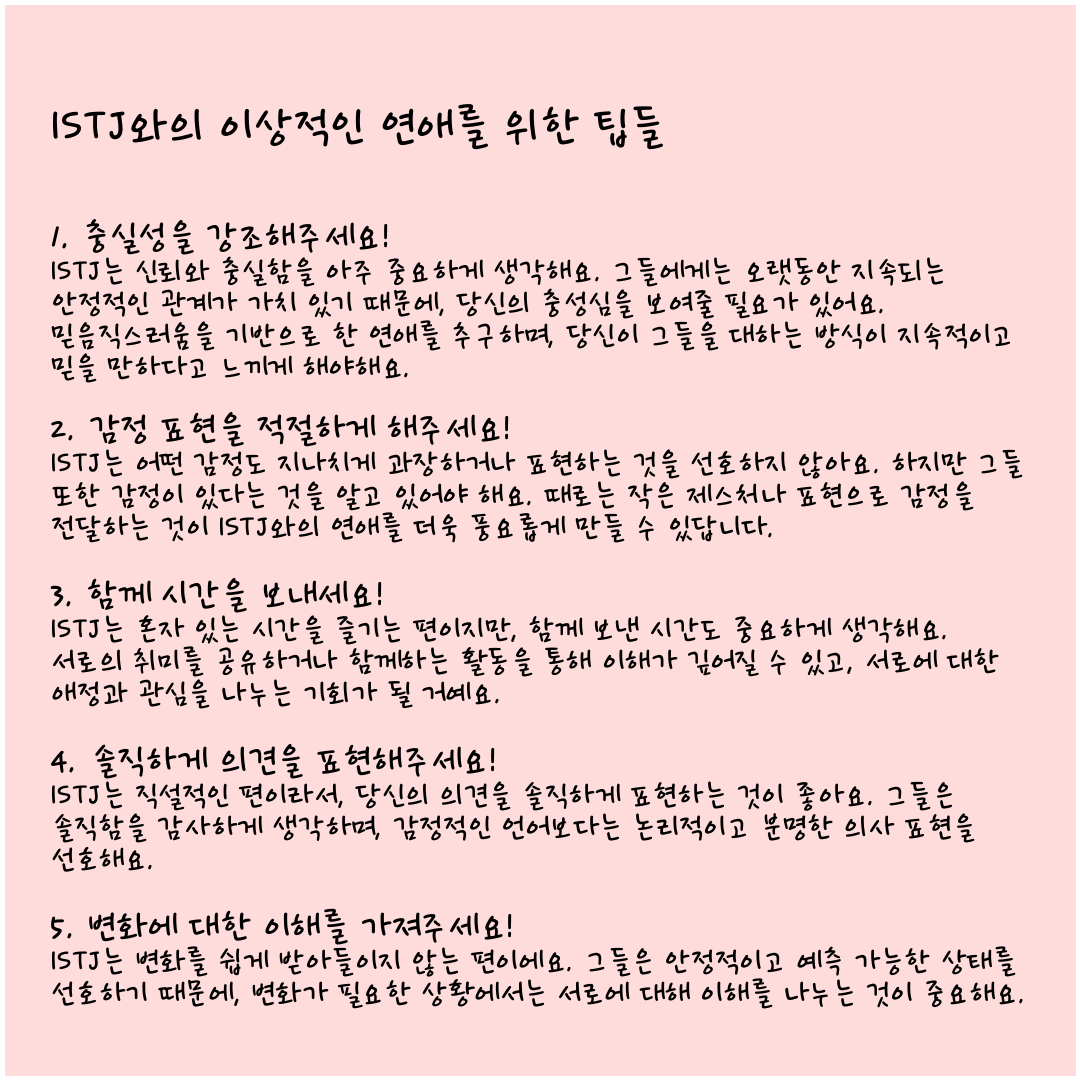 ISTJ와의 이상적인 연애를 위한 팁들
1. 충실성을 강조해주세요!
ISTJ는 신뢰와 충실함을 아주 중요하게 생각해요. 그들에게는 오랫동안 지속되는
안정적인 관계가 가치 있기 때문에, 당신의 충성심을 보여줄 필요가 있어요.
믿음직스러움을 기반으로 한 연애를 추구하며, 당신이 그들을 대하는 방식이 지속적이고
믿을 만하다고 느끼게 해야해요.
2. 감정 표현을 적절하게 해주세요!
ISTJ는 어떤 감정도 지나치게 과장하거나 표현하는 것을 선호하지 않아요. 하지만 그들
또한 감정이 있다는 것을 알고 있어야 해요. 때로는 작은 제스처나 표현으로 감정을
전달하는 것이 ISTJ와의 연애를 더욱 풍요롭게 만들 수 있답니다.
3. 함께 시간을 보내세요!
ISTJ는 혼자 있는 시간을 즐기는 편이지만, 함께 보낸 시간도 중요하게 생각해요.
서로의 취미를 공유하거나 함께하는 활동을 통해 이해가 깊어질 수 있고, 서로에 대한
애정과 관심을 나누는 기회가 될 거예요.
4. 솔직하게 의견을 표현해주세요!
ISTJ는 직설적인 편이라서, 당신의 의견을 솔직하게 표현하는 것이 좋아요. 그들은
솔직함을 감사하게 생각하며, 감정적인 언어보다는 논리적이고 분명한 의사 표현을
선호해요.
5. 변화에 대한 이해를 가져주세요!
ISTJ는 변화를 쉽게 받아들이지 않는 편이에요. 그들은 안정적이고 예측 가능한 상태를
선호하기 때문에, 변화가 필요한 상황에서는 서로에 대해 이해를 나누는 것이 중요해요.